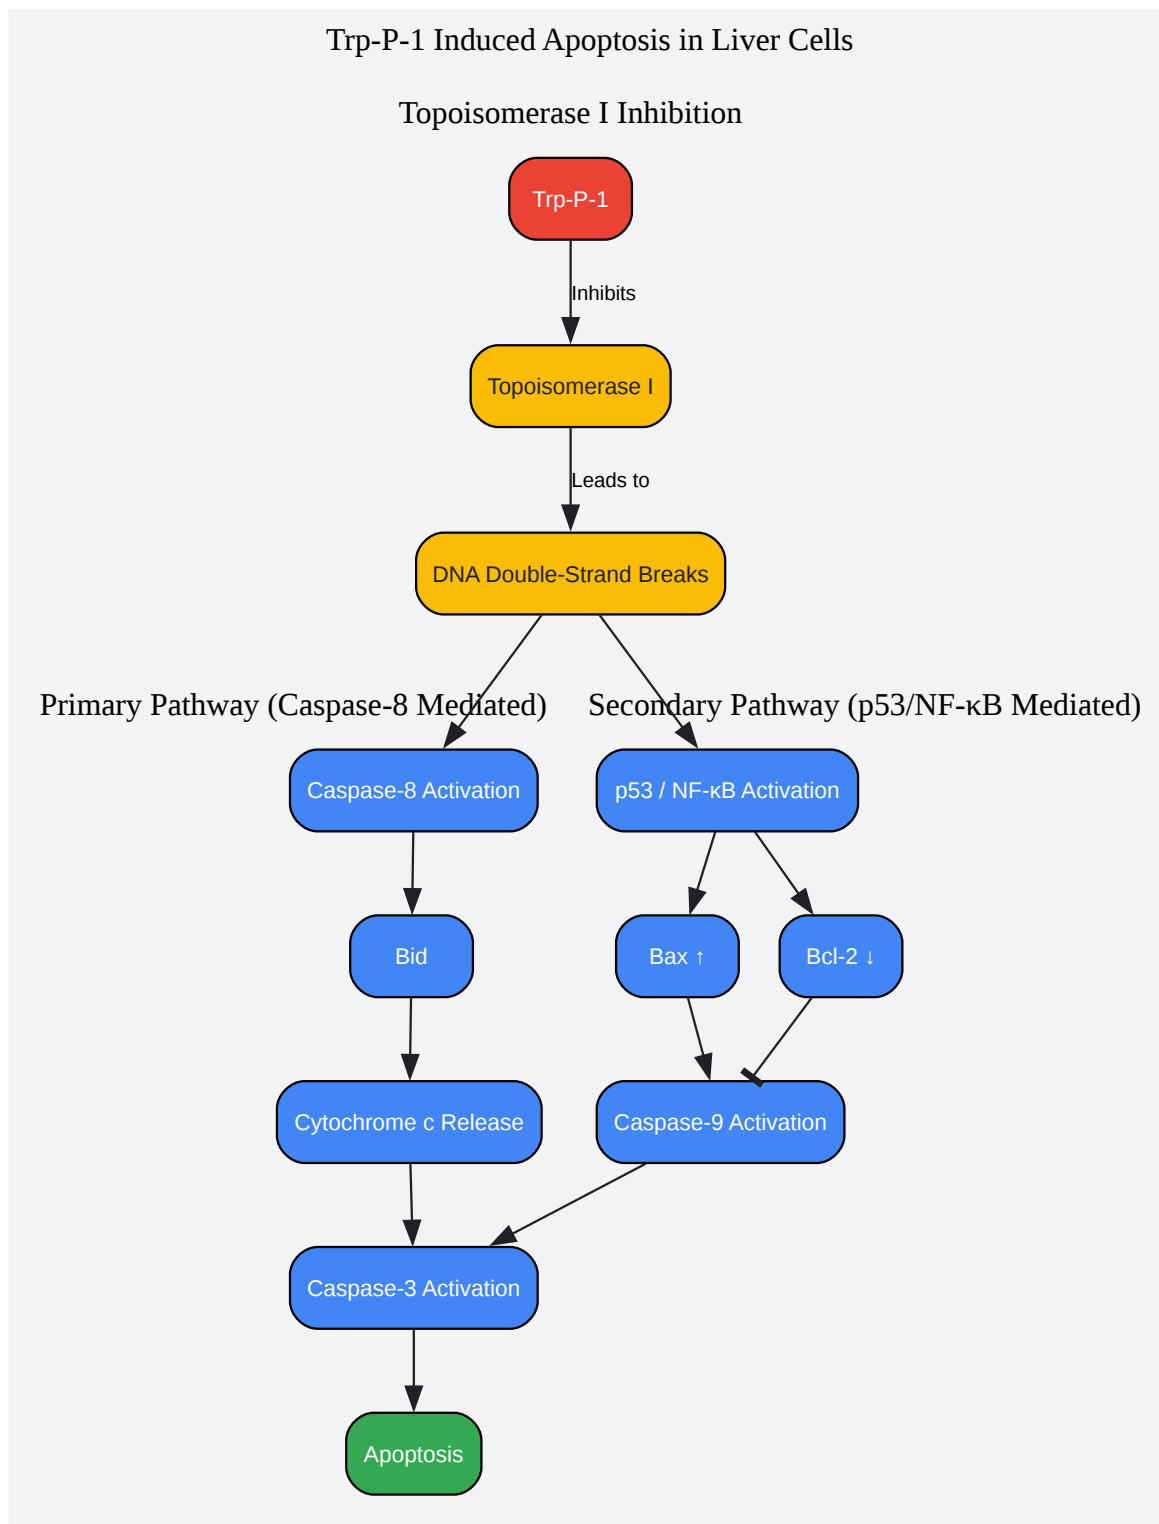 Trp-P-1 Induced Apoptosis in Liver Cells
Topoisomerase I Inhibition
Trp-P-1
Inhibits
Topoisomerase I
Leads to
DNA Double-Strand Breaks
Primary Pathway (Caspase-8 Mediated)
Secondary Pathway (p53/NF-κB Mediated)
Caspase-8 Activation
p53 / NF-κB Activation
Bid
Bax ↑
Bcl-2 ↓
Cytochrome c Release
Caspase-9 Activation
Caspase-3 Activation
Apoptosis